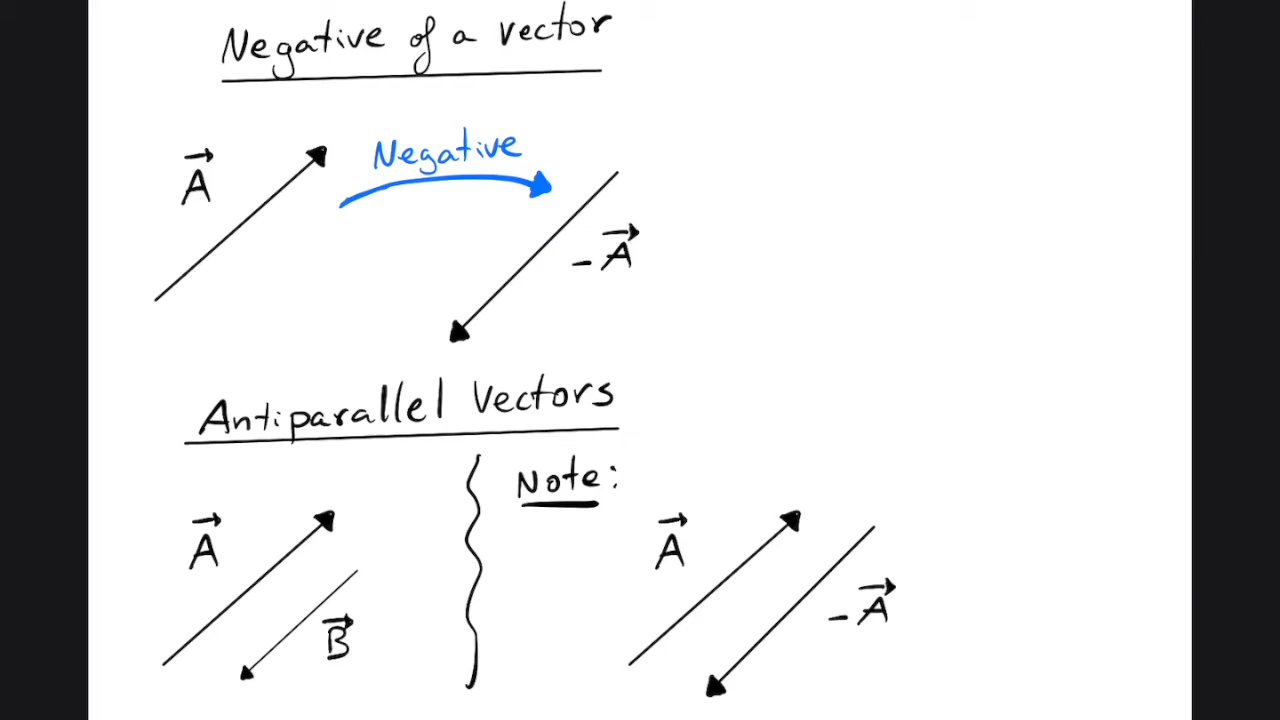 Negative of a vector
A⃗
Negative
-A⃗
Antiparallel Vectors
Note:
A⃗
B⃗
A⃗
-A⃗